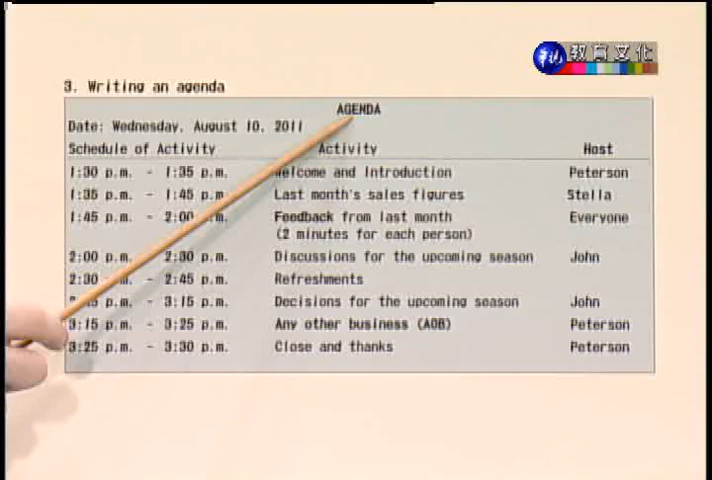 華視 教育文化
3. Writing an agenda
AGENDA
Date: Wednesday, August 10, 2011
Schedule of Activity Activity Host
1:30 p.m. - 1:35 p.m. Welcome and Introduction Peterson
1:35 p.m. - 1:45 p.m. Last month's sales figures Stella
1:45 p.m. - 2:00 p.m. Feedback from last month Everyone
(2 minutes for each person)
2:00 p.m. - 2:30 p.m. Discussions for the upcoming season John
2:30 p.m. - 2:45 p.m. Refreshments
2:45 p.m. - 3:15 p.m. Decisions for the upcoming season John
3:15 p.m. - 3:25 p.m. Any other business (AOB) Peterson
3:25 p.m. - 3:30 p.m. Close and thanks Peterson